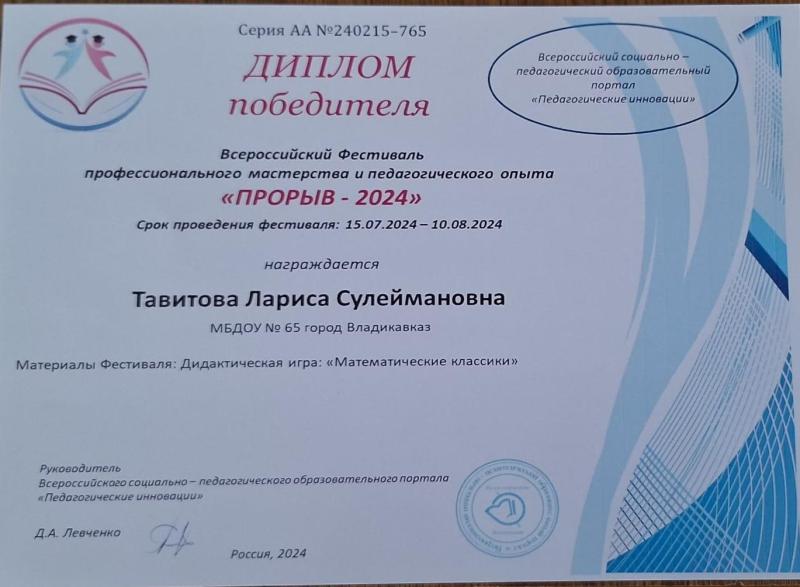 Серия АА №240215-765
ДИПЛОМ
победителя
Всероссийский социально –
педагогический образовательный
портал
«Педагогические инновации»
Всероссийский Фестиваль
профессионального мастерства и педагогического опыта
«ПРОРЫВ - 2024»
Срок проведения фестиваля: 15.07.2024 – 10.08.2024
награждается
Тавитова Лариса Сулеймановна
МБДОУ № 65 город Владикавказ
Материалы Фестиваля: Дидактическая игра: «Математические классики»
Руководитель
Всероссийского социально – педагогического образовательного портала
«Педагогические инновации»
Д.А. Левченко
Россия, 2024